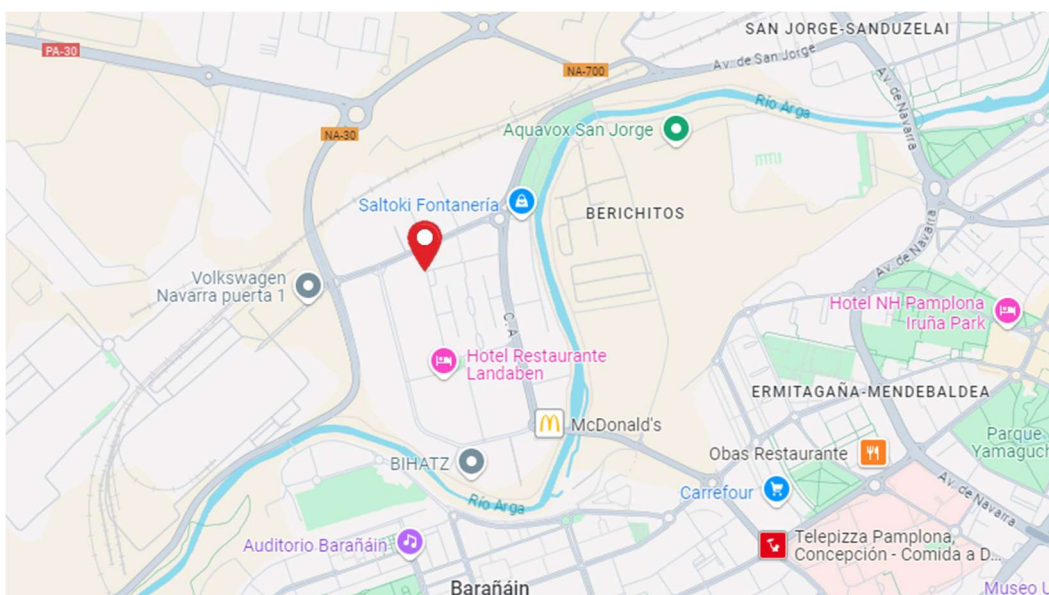 SAN JORGE-SANDUZELAI
PA-30
Av. de San Jorge
NA-700
Av. de Navarra
Río Arga
NA-30
Aquavox San Jorge
Saltoki Fontanería
BERICHITOS
Av. de Navarra
Volkswagen
Navarra puerta 1
Hotel NH Pamplona
Iruña Park
C. A
Hotel Restaurante
Landaben
ERMITAGAÑA-MENDEBALDEA
McDonald's
Parque
Yamaguch
Obas Restaurante
BIHATZ
Carrefour
Av. de Navarra
Río Arga
Telepizza Pamplona,
Concepción - Comida a D...
Auditorio Barañáin
Barañáin
Museo U